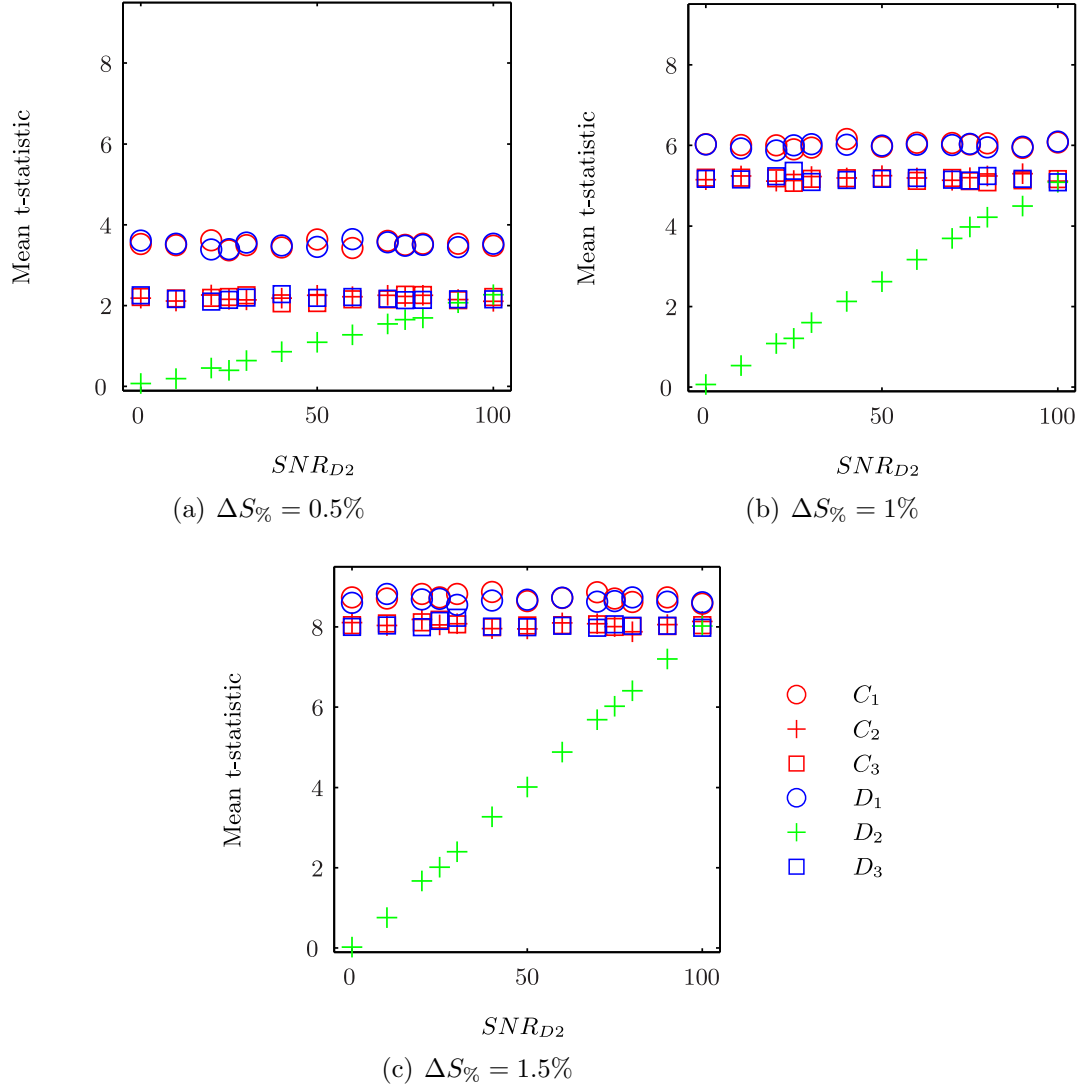 Mean t-statistic
8
6
4
2
0
0 50 100
SNR_{D2}
(a) ΔS_% = 0.5%
Mean t-statistic
8
6
4
2
0
0 50 100
SNR_{D2}
(b) ΔS_% = 1%
Mean t-statistic
8
6
4
2
0
0 50 100
SNR_{D2}
(c) ΔS_% = 1.5%
C_1
C_2
C_3
D_1
D_2
D_3